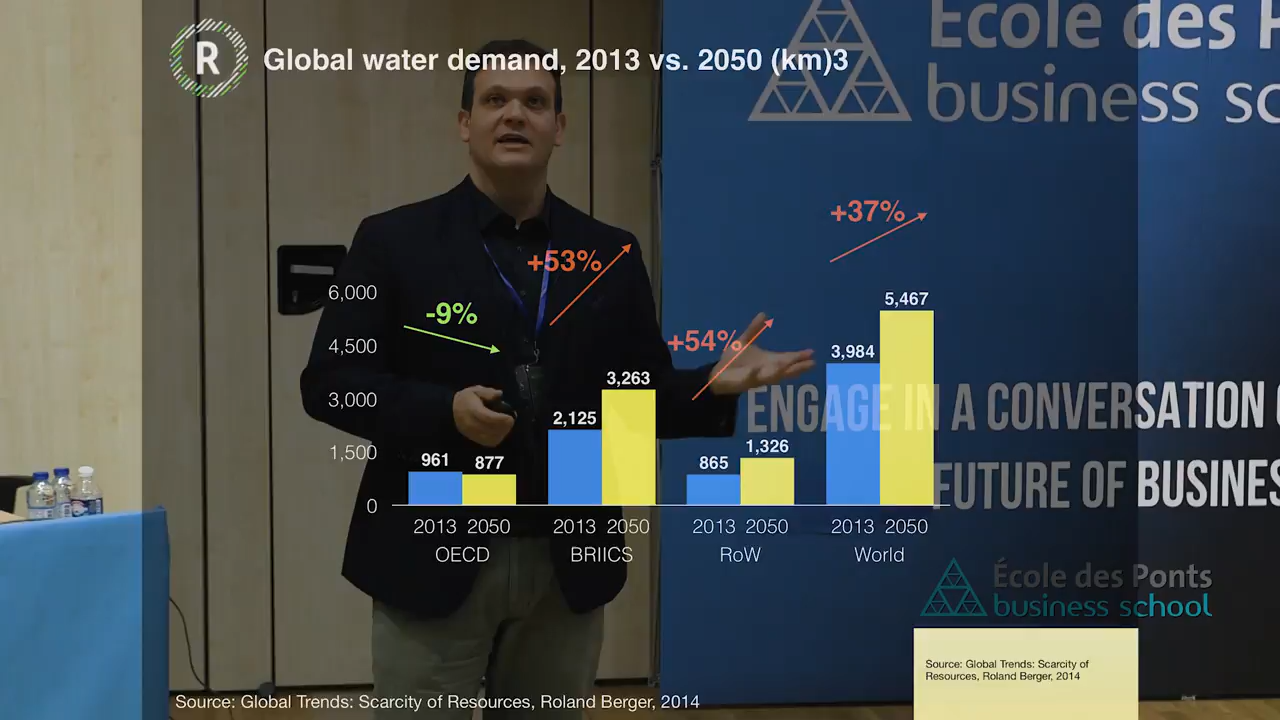 R
Global water demand, 2013 vs. 2050 (km)3
École des P
business sc
+37%
+53%
-9%
+54%
6,000
4,500
3,000
1,500
0
961
877
2,125
3,263
865
1,326
3,984
5,467
2013 2050
2013 2050
2013 2050
2013 2050
OECD
BRIICS
RoW
World
ENGAGE IN A CONVERSATION
FUTURE OF BUSINES
École des Ponts
business school
Source: Global Trends: Scarcity of
Resources, Roland Berger, 2014
Source: Global Trends: Scarcity of Resources, Roland Berger, 2014